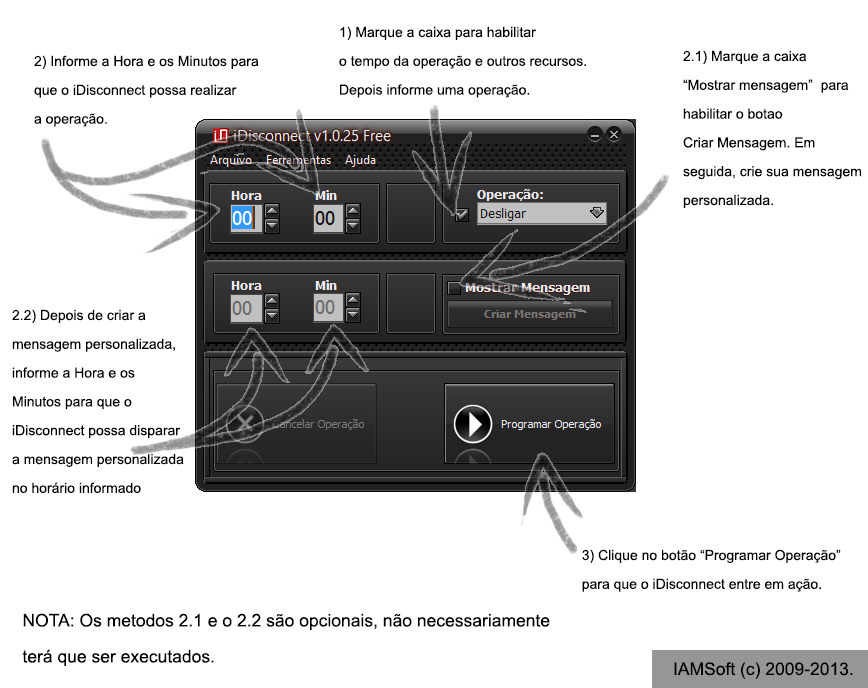 1) Marque a caixa para habilitar
o tempo da operação e outros recursos.
Depois informe uma operação.
2) Informe a Hora e os Minutos para
que o iDisconnect possa realizar
a operação.
2.1) Marque a caixa
“Mostrar mensagem” para
habilitar o botao
Criar Mensagem. Em
seguida, crie sua mensagem
personalizada.
iDisconnect v1.0.25 Free
Arquivo Ferramentas Ajuda
Hora Min Operação:
00 00 Desligar
Hora Min Mostrar Mensagem
00 00 Criar Mensagem
Cancelar Operação Programar Operação
2.2) Depois de criar a
mensagem personalizada,
informe a Hora e os
Minutos para que o
iDisconnect possa disparar
a mensagem personalizada
no horário informado
3) Clique no botão “Programar Operação”
para que o iDisconnect entre em ação.
NOTA: Os metodos 2.1 e o 2.2 são opcionais, não necessariamente
terá que ser executados.
IAMSoft (c) 2009-2013.